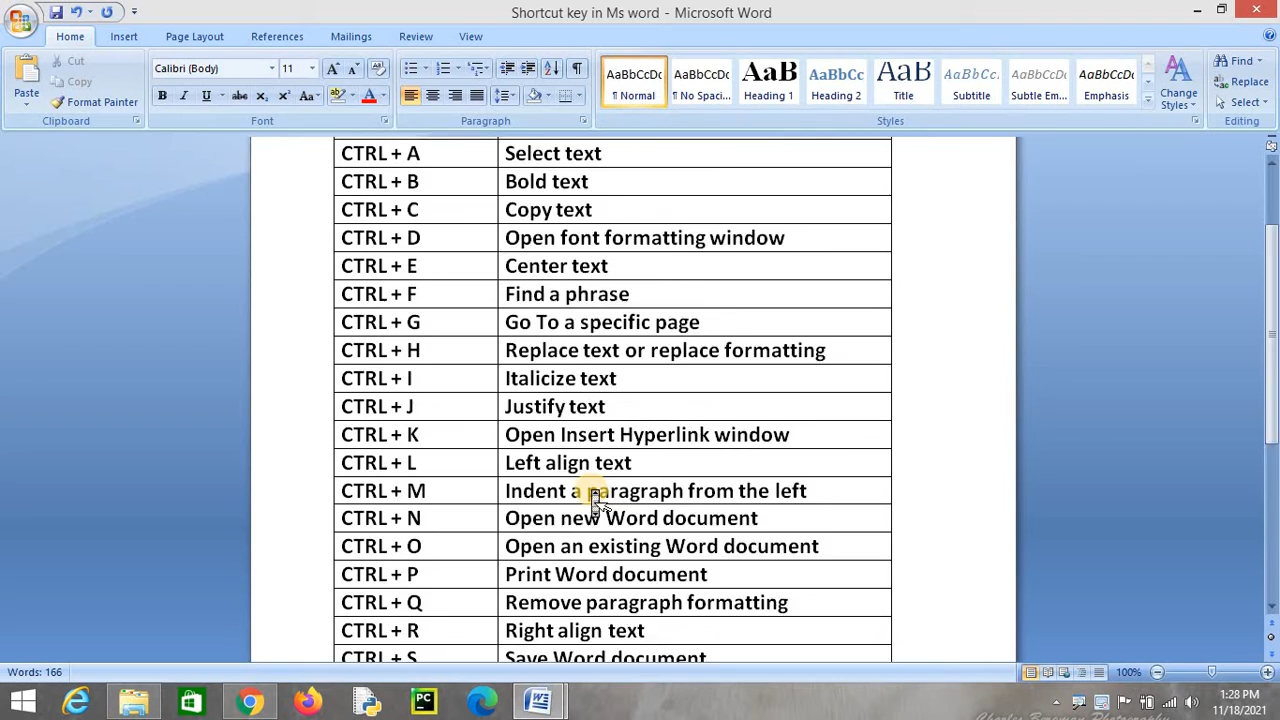 Shortcut key in Ms word - Microsoft Word
Home Insert Page Layout References Mailings Review View
Paste
Cut
Copy
Format Painter
Clipboard
Calibri (Body) 11
Font
Paragraph
AaBbCcDc AaBbCcDc AaB AaBbCc AaB AaBbCc. AaBbCcDc AaBbCcDc
¶ Normal ¶ No Spaci... Heading 1 Heading 2 Title Subtitle Subtle Em... Emphasis
Change
Styles
Styles
Find
Replace
Select
Editing
CTRL + A Select text
CTRL + B Bold text
CTRL + C Copy text
CTRL + D Open font formatting window
CTRL + E Center text
CTRL + F Find a phrase
CTRL + G Go To a specific page
CTRL + H Replace text or replace formatting
CTRL + I Italicize text
CTRL + J Justify text
CTRL + K Open Insert Hyperlink window
CTRL + L Left align text
CTRL + M Indent a paragraph from the left
CTRL + N Open new Word document
CTRL + O Open an existing Word document
CTRL + P Print Word document
CTRL + Q Remove paragraph formatting
CTRL + R Right align text
CTRL + S Save Word document
Words: 166
100%
1:28 PM
11/18/2021